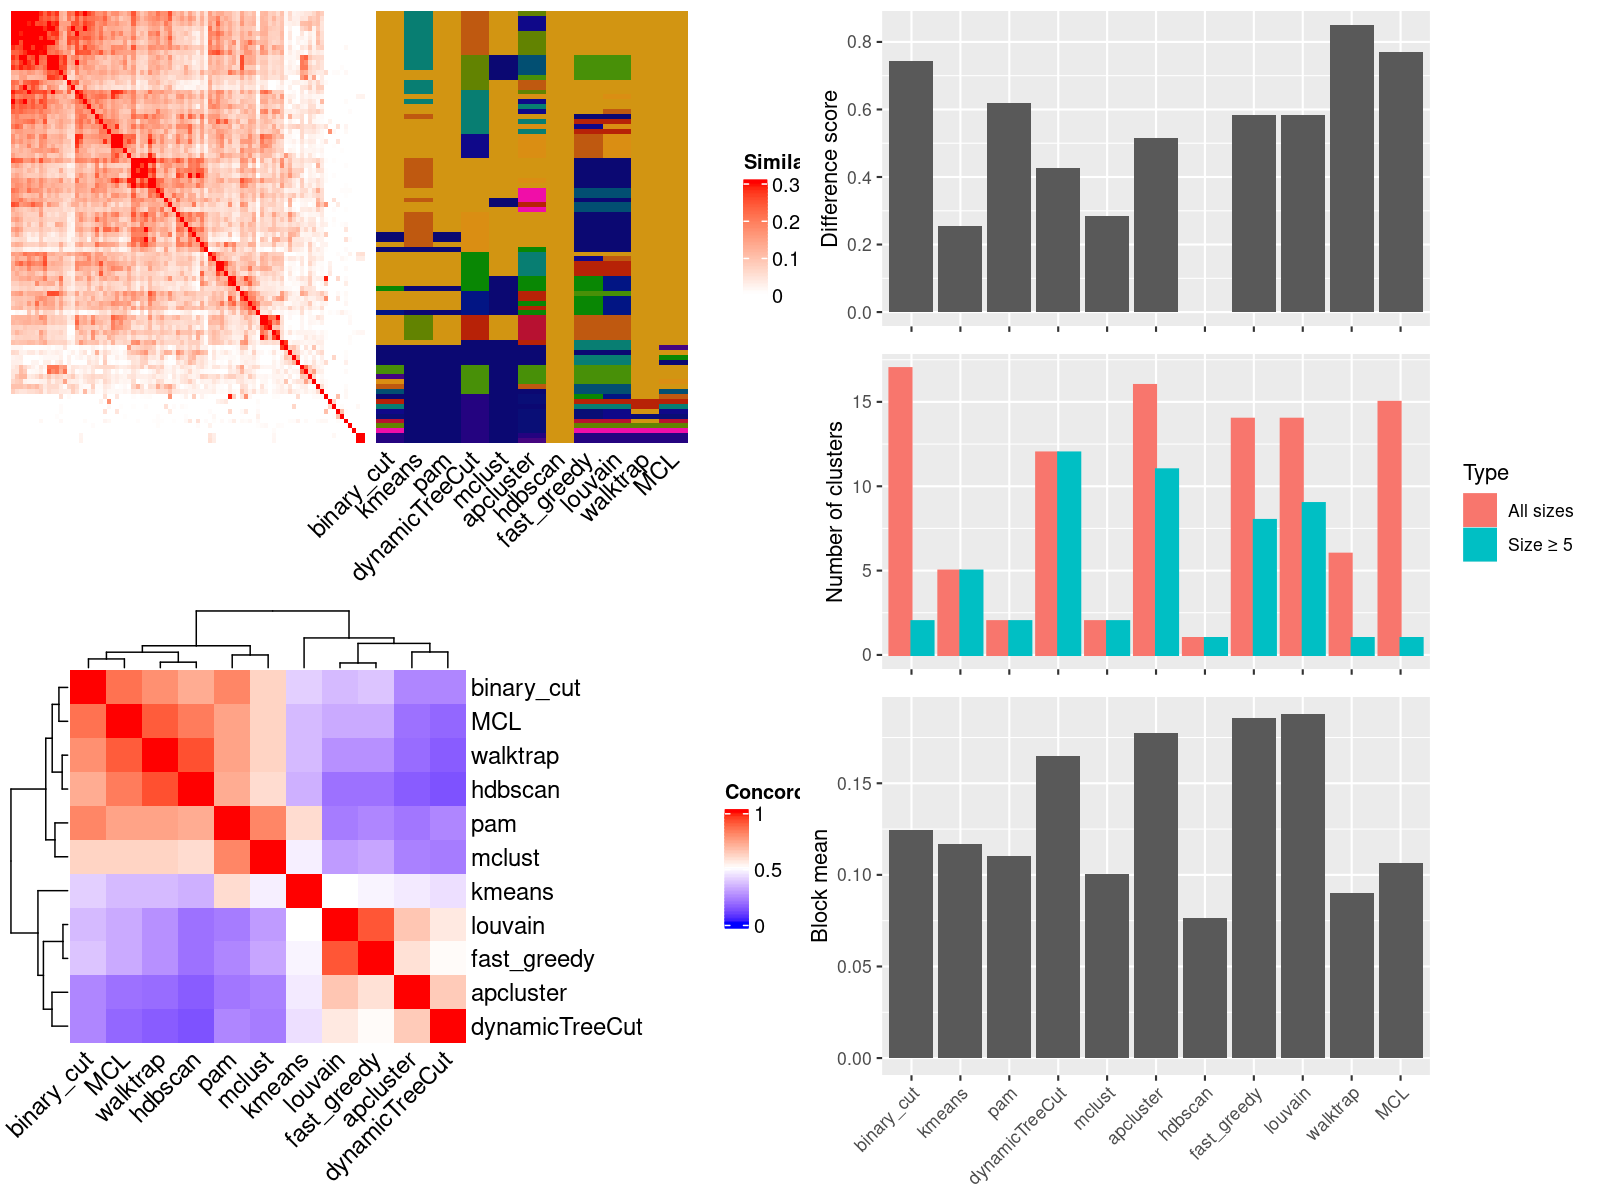 Simila
0.3
0.2
0.1
0
binary_cut
kmeans
pam
dynamicTreeCut
mclust
apcluster
hdbscan
fast_greedy
louvain
walktrap
MCL
binary_cut
MCL
walktrap
hdbscan
pam
mclust
kmeans
louvain
fast_greedy
apcluster
dynamicTreeCut
binary_cut
MCL
walktrap
hdbscan
pam
mclust
kmeans
louvain
fast_greedy
apcluster
dynamicTreeCut
Concord
1
0.5
0
Difference score
0.8
0.6
0.4
0.2
0.0
Number of clusters
15
10
5
0
Type
All sizes
Size ≥ 5
Block mean
0.15
0.10
0.05
0.00
binary_cut
kmeans
pam
dynamicTreeCut
mclust
apcluster
hdbscan
fast_greedy
louvain
walktrap
MCL